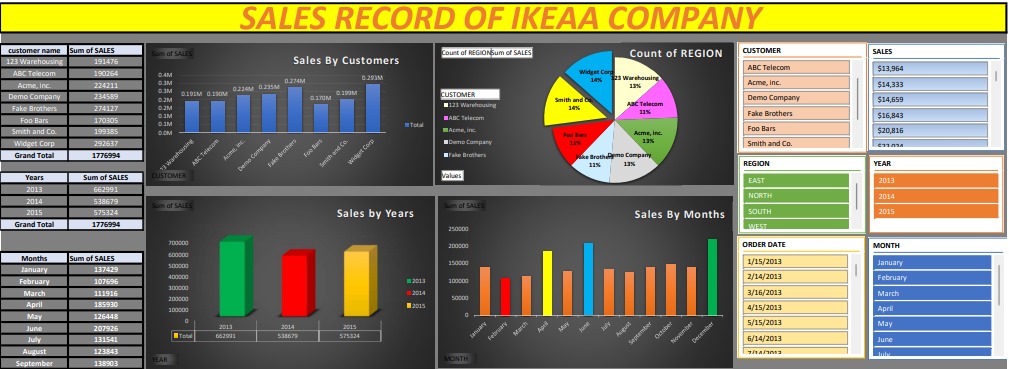 SALES RECORD OF IKEAA COMPANY
customer name Sum of SALES
123 Warehousing 191476
ABC Telecom 190264
Acme, inc. 224211
Demo Company 234589
Fake Brothers 274127
Foo Bars 170305
Smith and Co. 199385
Widget Corp 292637
Grand Total 1776994
Years Sum of SALES
2013 662991
2014 538679
2015 575324
Grand Total 1776994
Months Sum of SALES
January 137429
February 107696
March 111916
April 185930
May 126448
June 207926
July 131541
August 123843
September 138903
Sum of SALES
Sales By Customers
0.4M
0.3M
0.3M
0.2M
0.2M
0.1M
0.1M
0.0M
0.191M 0.190M 0.224M 0.235M 0.274M 0.170M 0.199M 0.293M
Total
123 Warehousing
ABC Telecom
Acme, inc.
Demo Company
Fake Brothers
Foo Bars
Smith and Co.
Widget Corp
CUSTOMER
Count of REGION Sum of SALES
Count of REGION
CUSTOMER
123 Warehousing
ABC Telecom
Acme, inc.
Demo Company
Fake Brothers
Values
Widget Corp
14%
123 Warehousing
13%
Smith and Co.
14%
ABC Telecom
11%
Foo Bars
11%
Acme, inc.
13%
Fake Brothers
11%
Demo Company
13%
Sum of SALES
Sales by Years
700000
600000
500000
400000
300000
200000
100000
0
2013 2014 2015
Total 662991 538679 575324
2013
2014
2015
YEAR
Sum of SALES
Sales By Months
250000
200000
150000
100000
50000
0
January
February
March
April
May
June
July
August
September
October
November
December
MONTH
CUSTOMER
ABC Telecom
Acme, inc.
Demo Company
Fake Brothers
Foo Bars
Smith and Co.
SALES
$13,964
$14,333
$14,659
$16,843
$20,816
REGION
EAST
NORTH
SOUTH
WEST
YEAR
2013
2014
2015
ORDER DATE
1/15/2013
2/14/2013
3/16/2013
4/15/2013
5/15/2013
6/14/2013
7/14/2013
MONTH
January
February
March
April
May
June
July